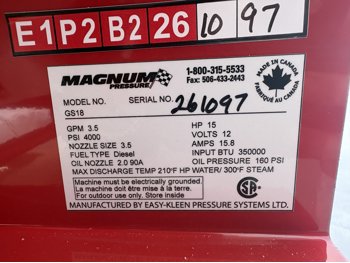 E1 P2 B2 26 10 97
MAGNUM
PRESSURE!
1-800-315-5533
Fax: 506-433-2443
MADE IN CANADA
FABRIQUÉ AU CANADA
MODEL NO. SERIAL NO. 261097
GS18
GPM 3.5 HP 15
PSI 4000 VOLTS 12
NOZZLE SIZE 3.5 AMPS 15.8
FUEL TYPE Diesel INPUT BTU 350000
OIL NOZZLE 2.0 90A OIL PRESSURE 160 PSI
MAX DISCHARGE TEMP 210°F HP WATER/ 300°F STEAM
Machine must be electrically grounded.
La machine doit être mis à la terre.
For outdoor use only. Store inside
MANUFACTURED BY EASY-KLEEN PRESSURE SYSTEMS LTD.